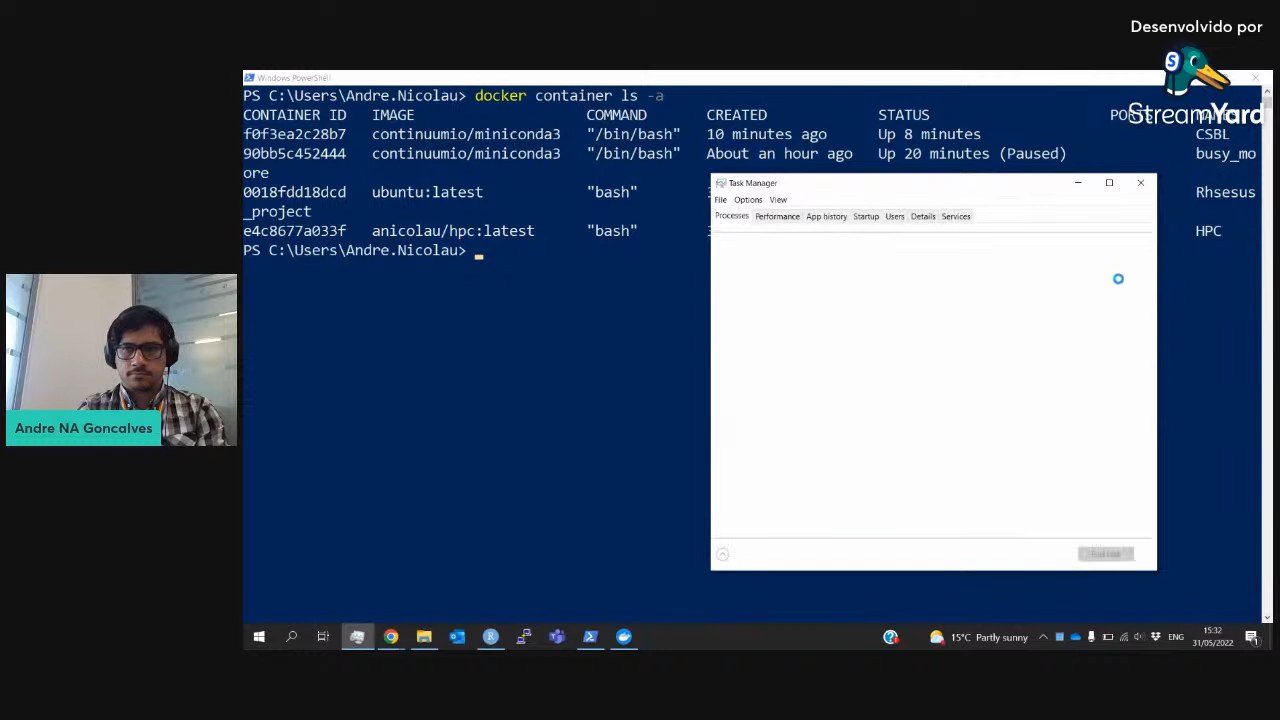 Desenvolvido por
StreamYard
Windows PowerShell
PS C:\Users\Andre.Nicolau> docker container ls -a
CONTAINER ID IMAGE COMMAND CREATED STATUS
f0f3ea2c28b7 continuumio/miniconda3 "/bin/bash" 10 minutes ago Up 8 minutes CSBL
90bb5c452444 continuumio/miniconda3 "/bin/bash" About an hour ago Up 20 minutes (Paused) busy_mo
ore
0018fdd18dcd ubuntu:latest "bash" Rhsesus
_project
e4c8677a033f anicolau/hpc:latest "bash" HPC
PS C:\Users\Andre.Nicolau>
Task Manager
File Options View
Processes Performance App history Startup Users Details Services
Andre NA Goncalves
15°C Partly sunny
ENG
15:32
31/05/2022